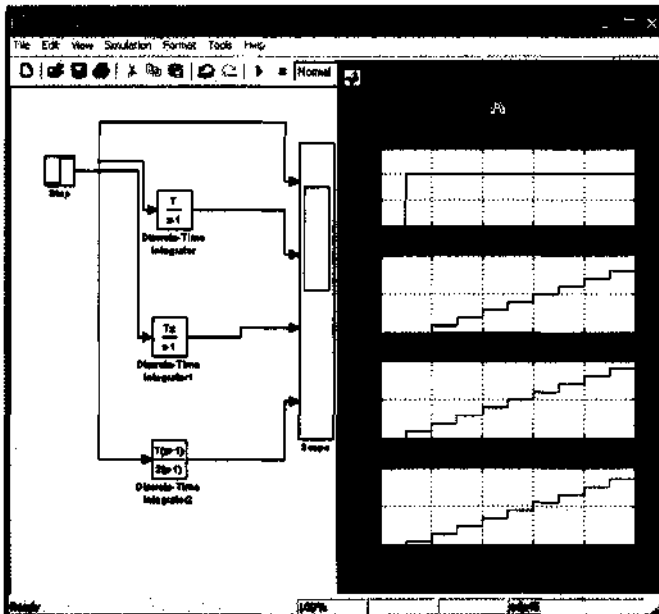 File Edit View Simulation Format Tools Help
Normal
Step
T
z-1
Discrete-Time
Integrator
Tz
z-1
Discrete-Time
Integrator1
T(z+1)
2(z-1)
Discrete-Time
Integrator2
Scope
Ready
100%